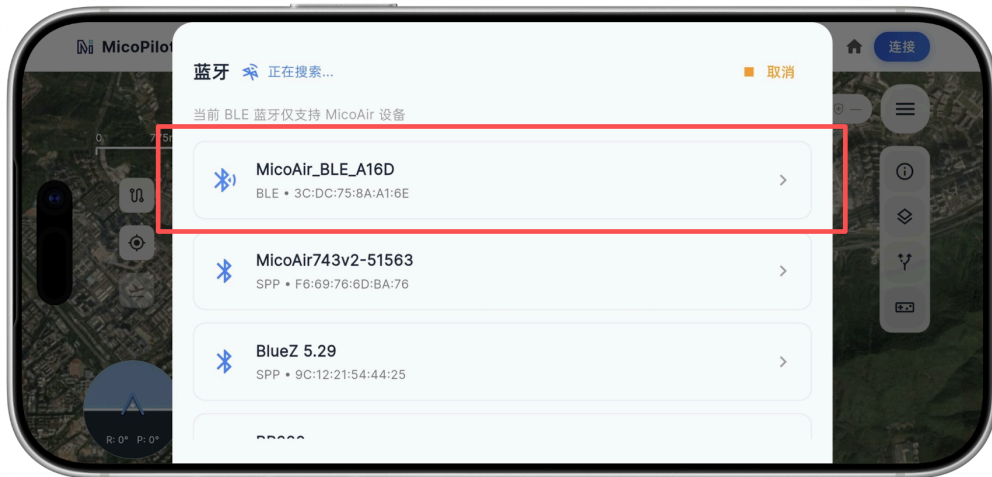 MicoPilot
连接
蓝牙 正在搜索...
取消
当前 BLE 蓝牙仅支持 MicoAir 设备
0
MicoAir_BLE_A16D
BLE • 3C:DC:75:8A:A1:6E
MicoAir743v2-51563
SPP • F6:69:76:6D:BA:76
BlueZ 5.29
SPP • 9C:12:21:54:44:25
R: 0° P: 0°